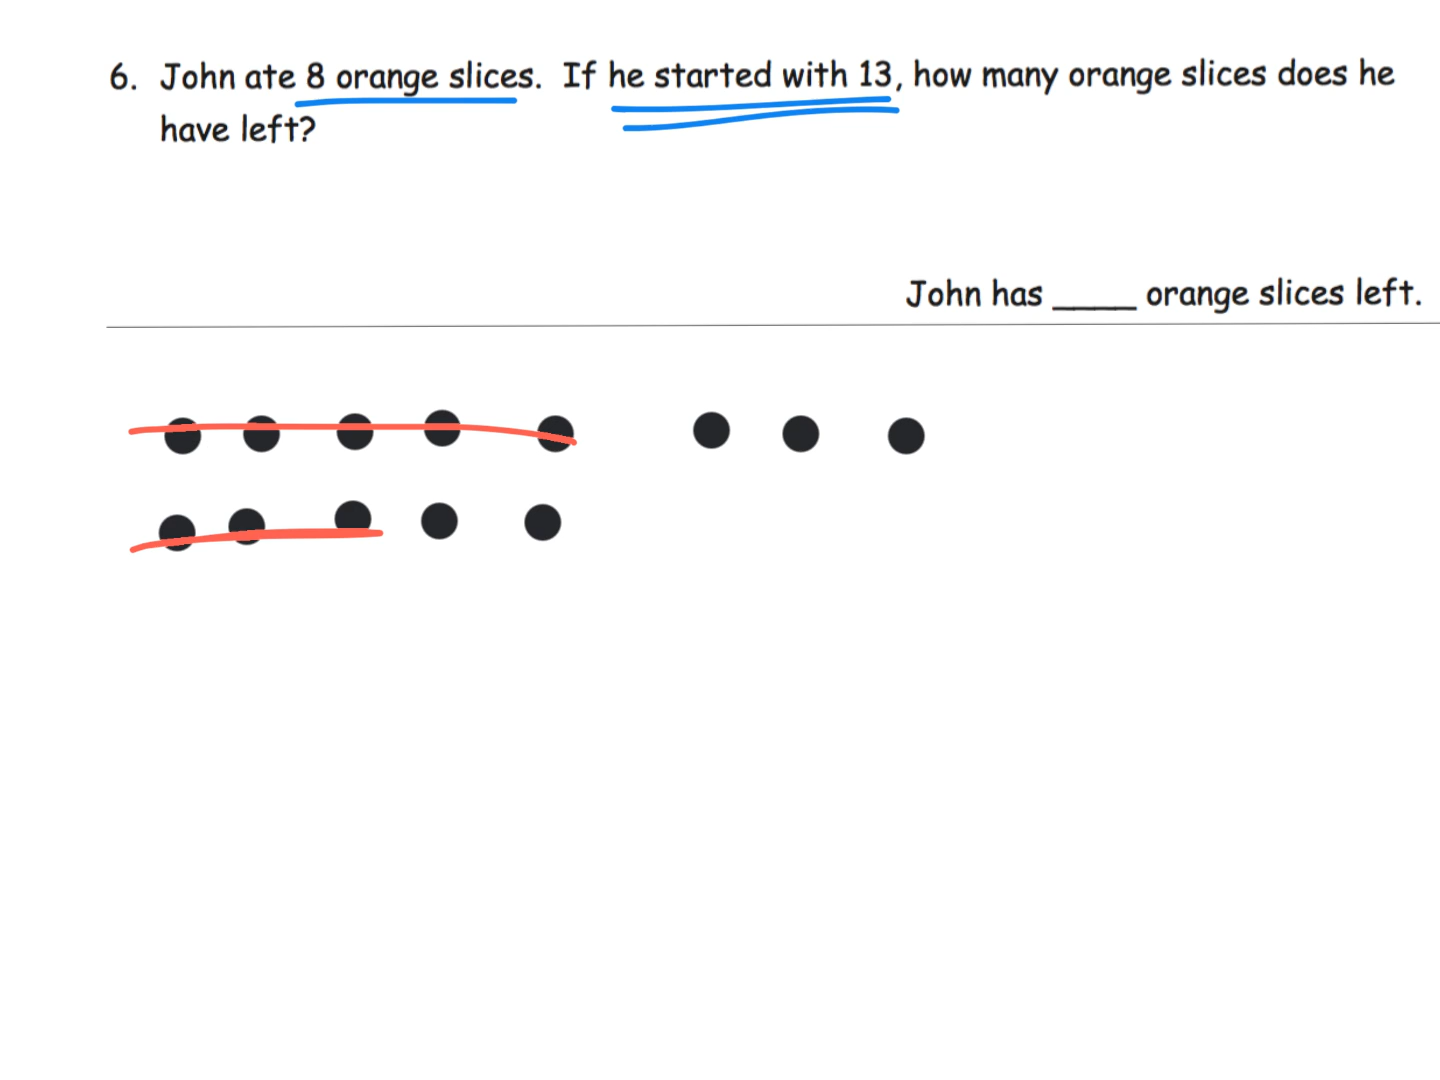 6. John ate 8 orange slices. If he started with 13, how many orange slices does he
have left?
John has ____ orange slices left.